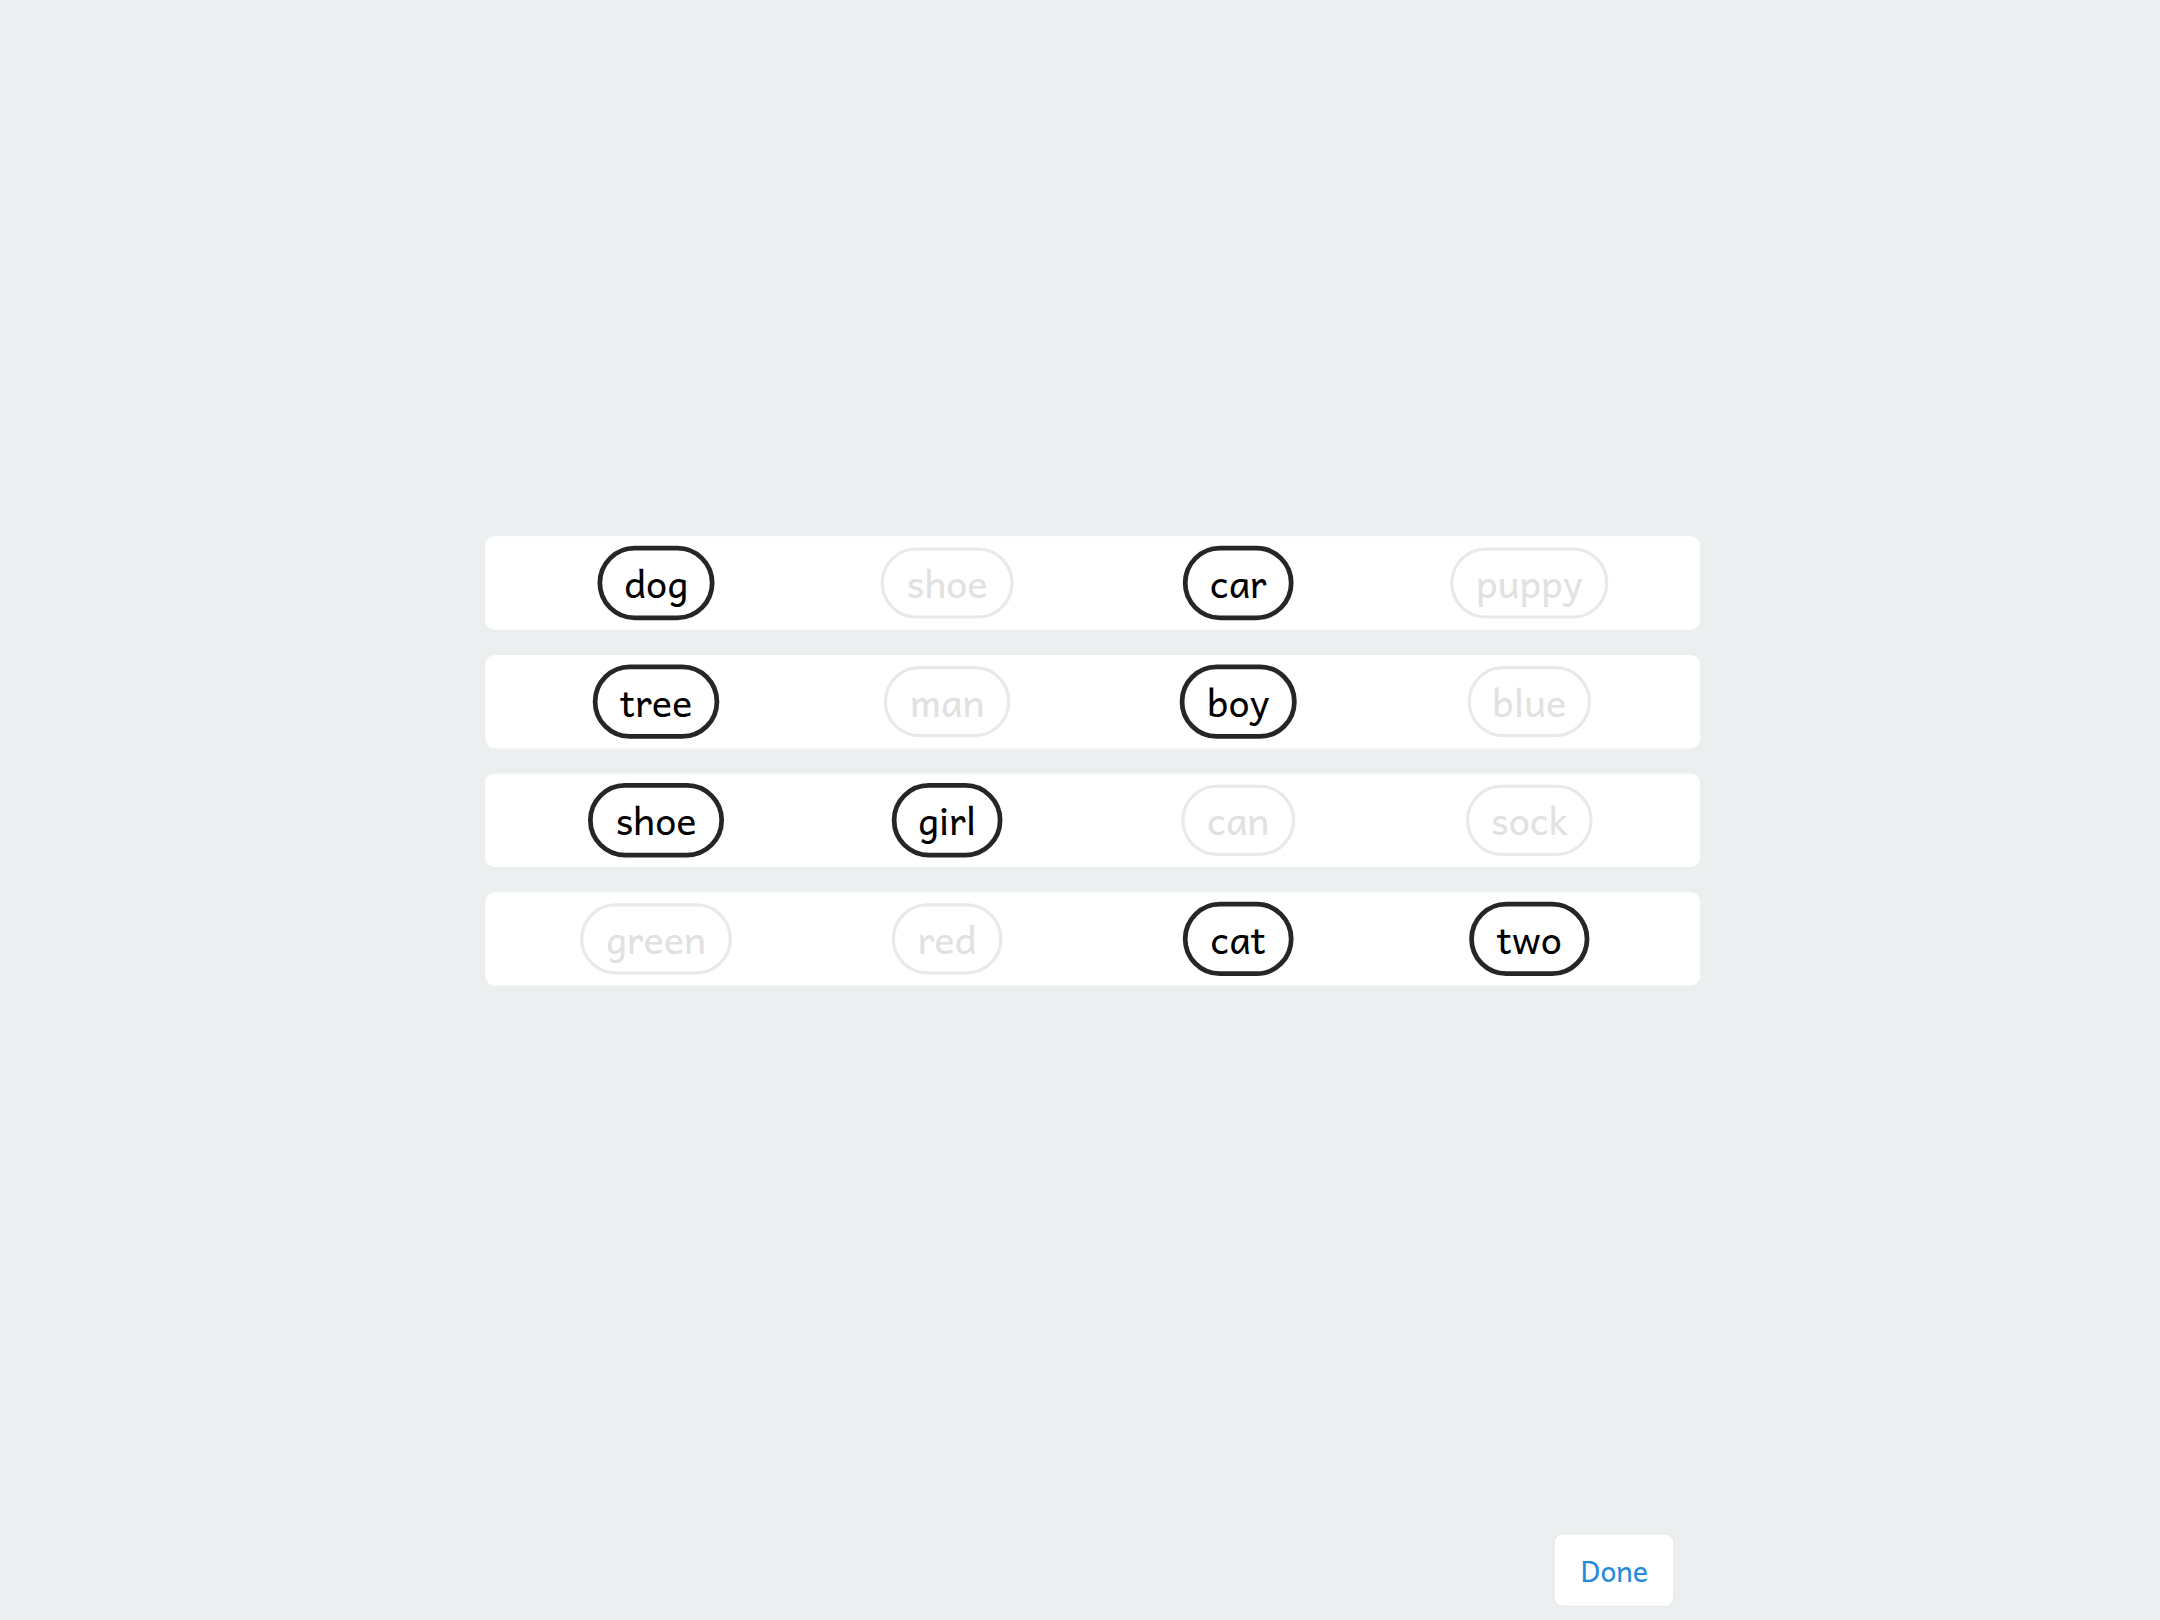 dog shoe car puppy
tree man boy blue
shoe girl can sock
green red cat two
Done